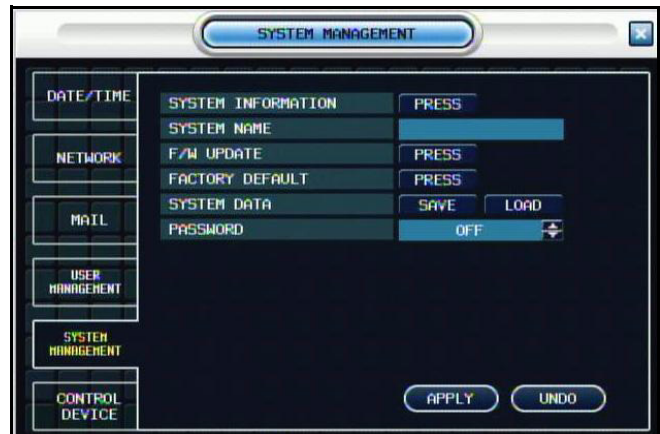 SYSTEM MANAGEMENT
DATE/TIME
NETWORK
MAIL
USER
MANAGEMENT
SYSTEM
MANAGEMENT
CONTROL
DEVICE
SYSTEM INFORMATION PRESS
SYSTEM NAME
F/W UPDATE PRESS
FACTORY DEFAULT PRESS
SYSTEM DATA SAVE LOAD
PASSWORD OFF
APPLY UNDO